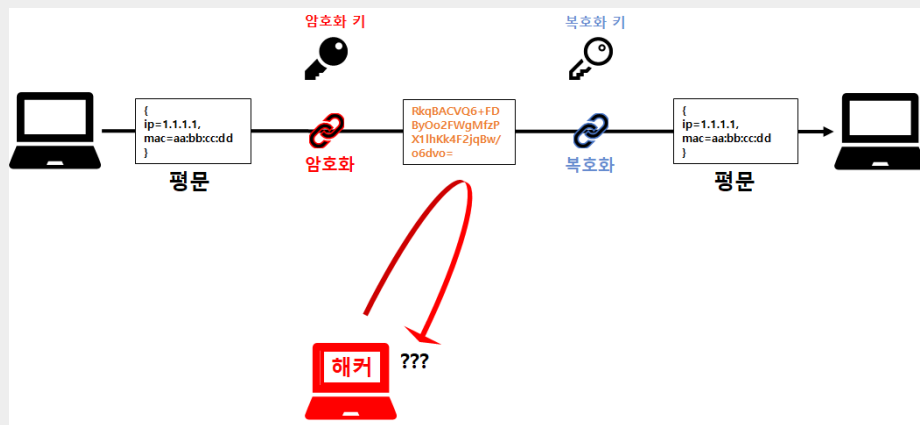 암호화 키
복호화 키
{
ip=1.1.1.1,
mac=aa:bb:cc:dd
}
평문
암호화
RkqBACVQ6+FD
ByOo2FWgMfzP
X1lhKk4F2jqBw/
o6dvo=
복호화
{
ip=1.1.1.1,
mac=aa:bb:cc:dd
}
평문
해커
???